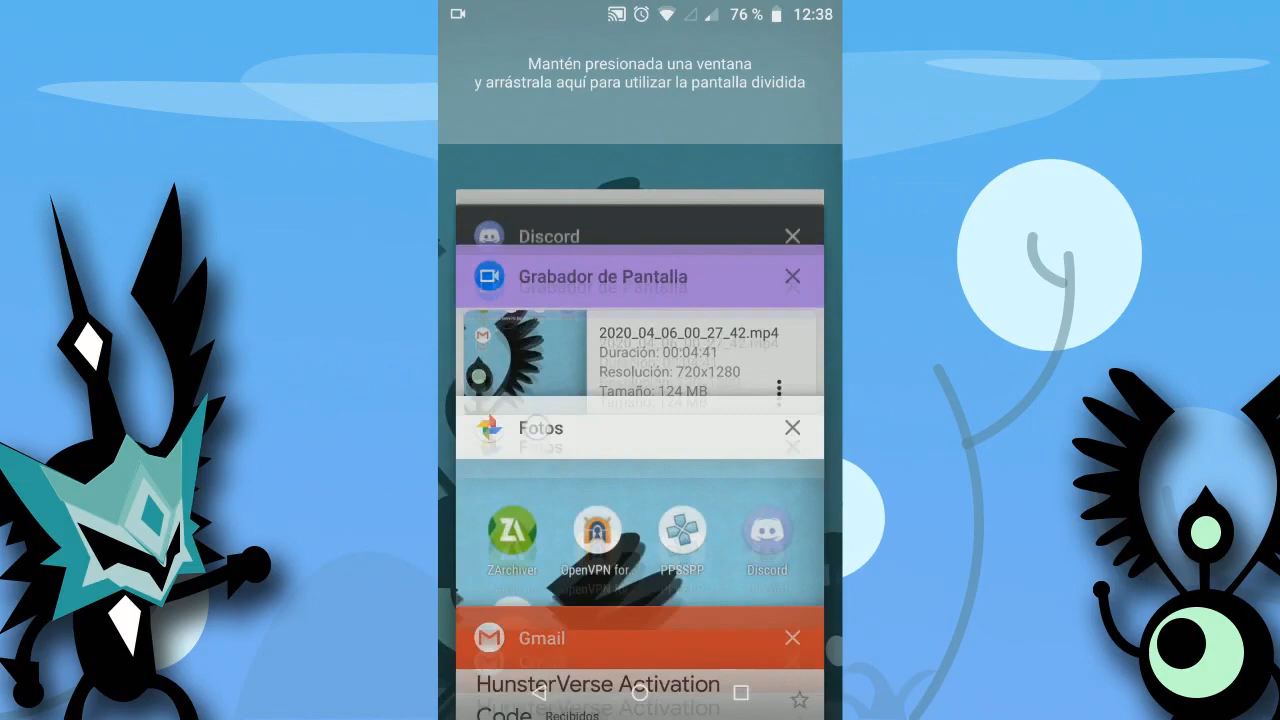 76 % 12:38
Mantén presionada una ventana
y arrástrala aquí para utilizar la pantalla dividida
Discord
Grabador de Pantalla
2020_04_06_00_27_42.mp4
Duración: 00:04:41
Resolución: 720x1280
Tamaño: 124 MB
Fotos
ZArchiver OpenVPN for PPSSPP Discord
Gmail
HunsterVerse Activation
Code Recibidos